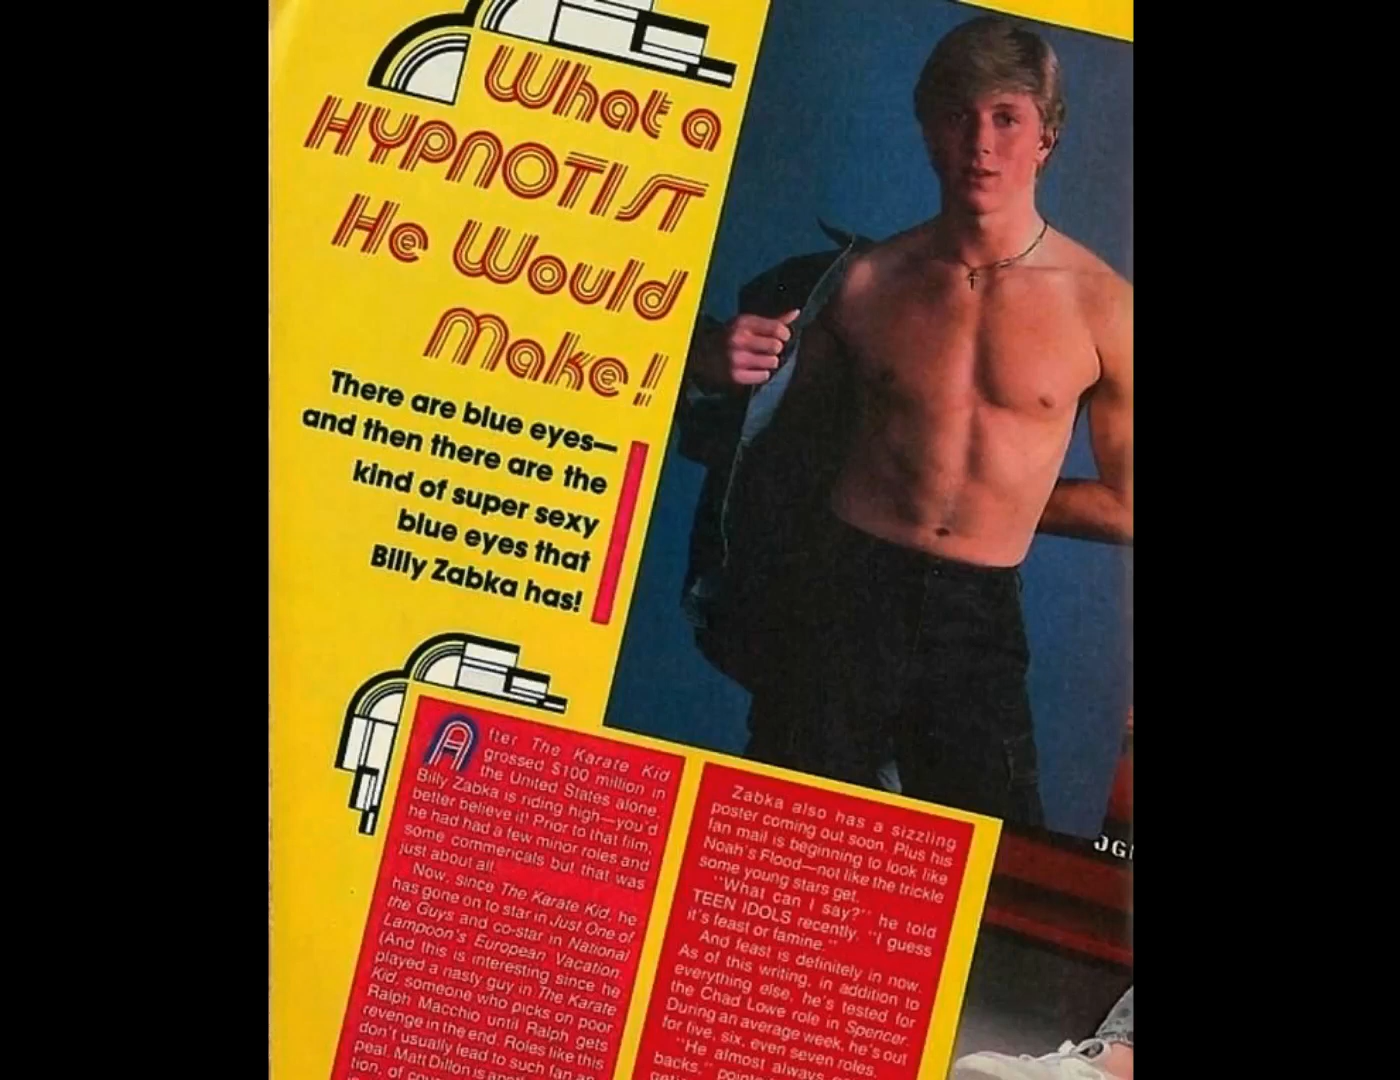 What a
HYPNOTIST
He Would
Make!
There are blue eyes—
and then there are the
kind of super sexy
blue eyes that
Billy Zabka has!
After The Karate Kid
grossed $100 million in
the United States alone,
Billy Zabka is riding high—you'd
better believe it! Prior to that film,
he had had a few minor roles and
some commericals but that was
just about all.
Now, since The Karate Kid, he
has gone on to star in Just One of
the Guys and co-star in National
Lampoon's European Vacation.
(And this is interesting since he
played a nasty guy in The Karate
Kid, someone who picks on poor
Ralph Macchio until Ralph gets
revenge in the end. Roles like this
don't usually lead to such fan ap-
peal. Matt Dillon is
tion, of
Zabka also has a sizzling
poster coming out soon. Plus his
fan mail is beginning to look like
Noah's Flood—not like the trickle
some young stars get.
"What can I say?" he told
TEEN IDOLS recently. "I guess
it's feast or famine."
And feast is definitely in now.
As of this writing, in addition to
everything else, he's tested for
the Chad Lowe role in Spencer.
During an average week, he's out
for five, six, even seven roles.
"He almost always
backs,"